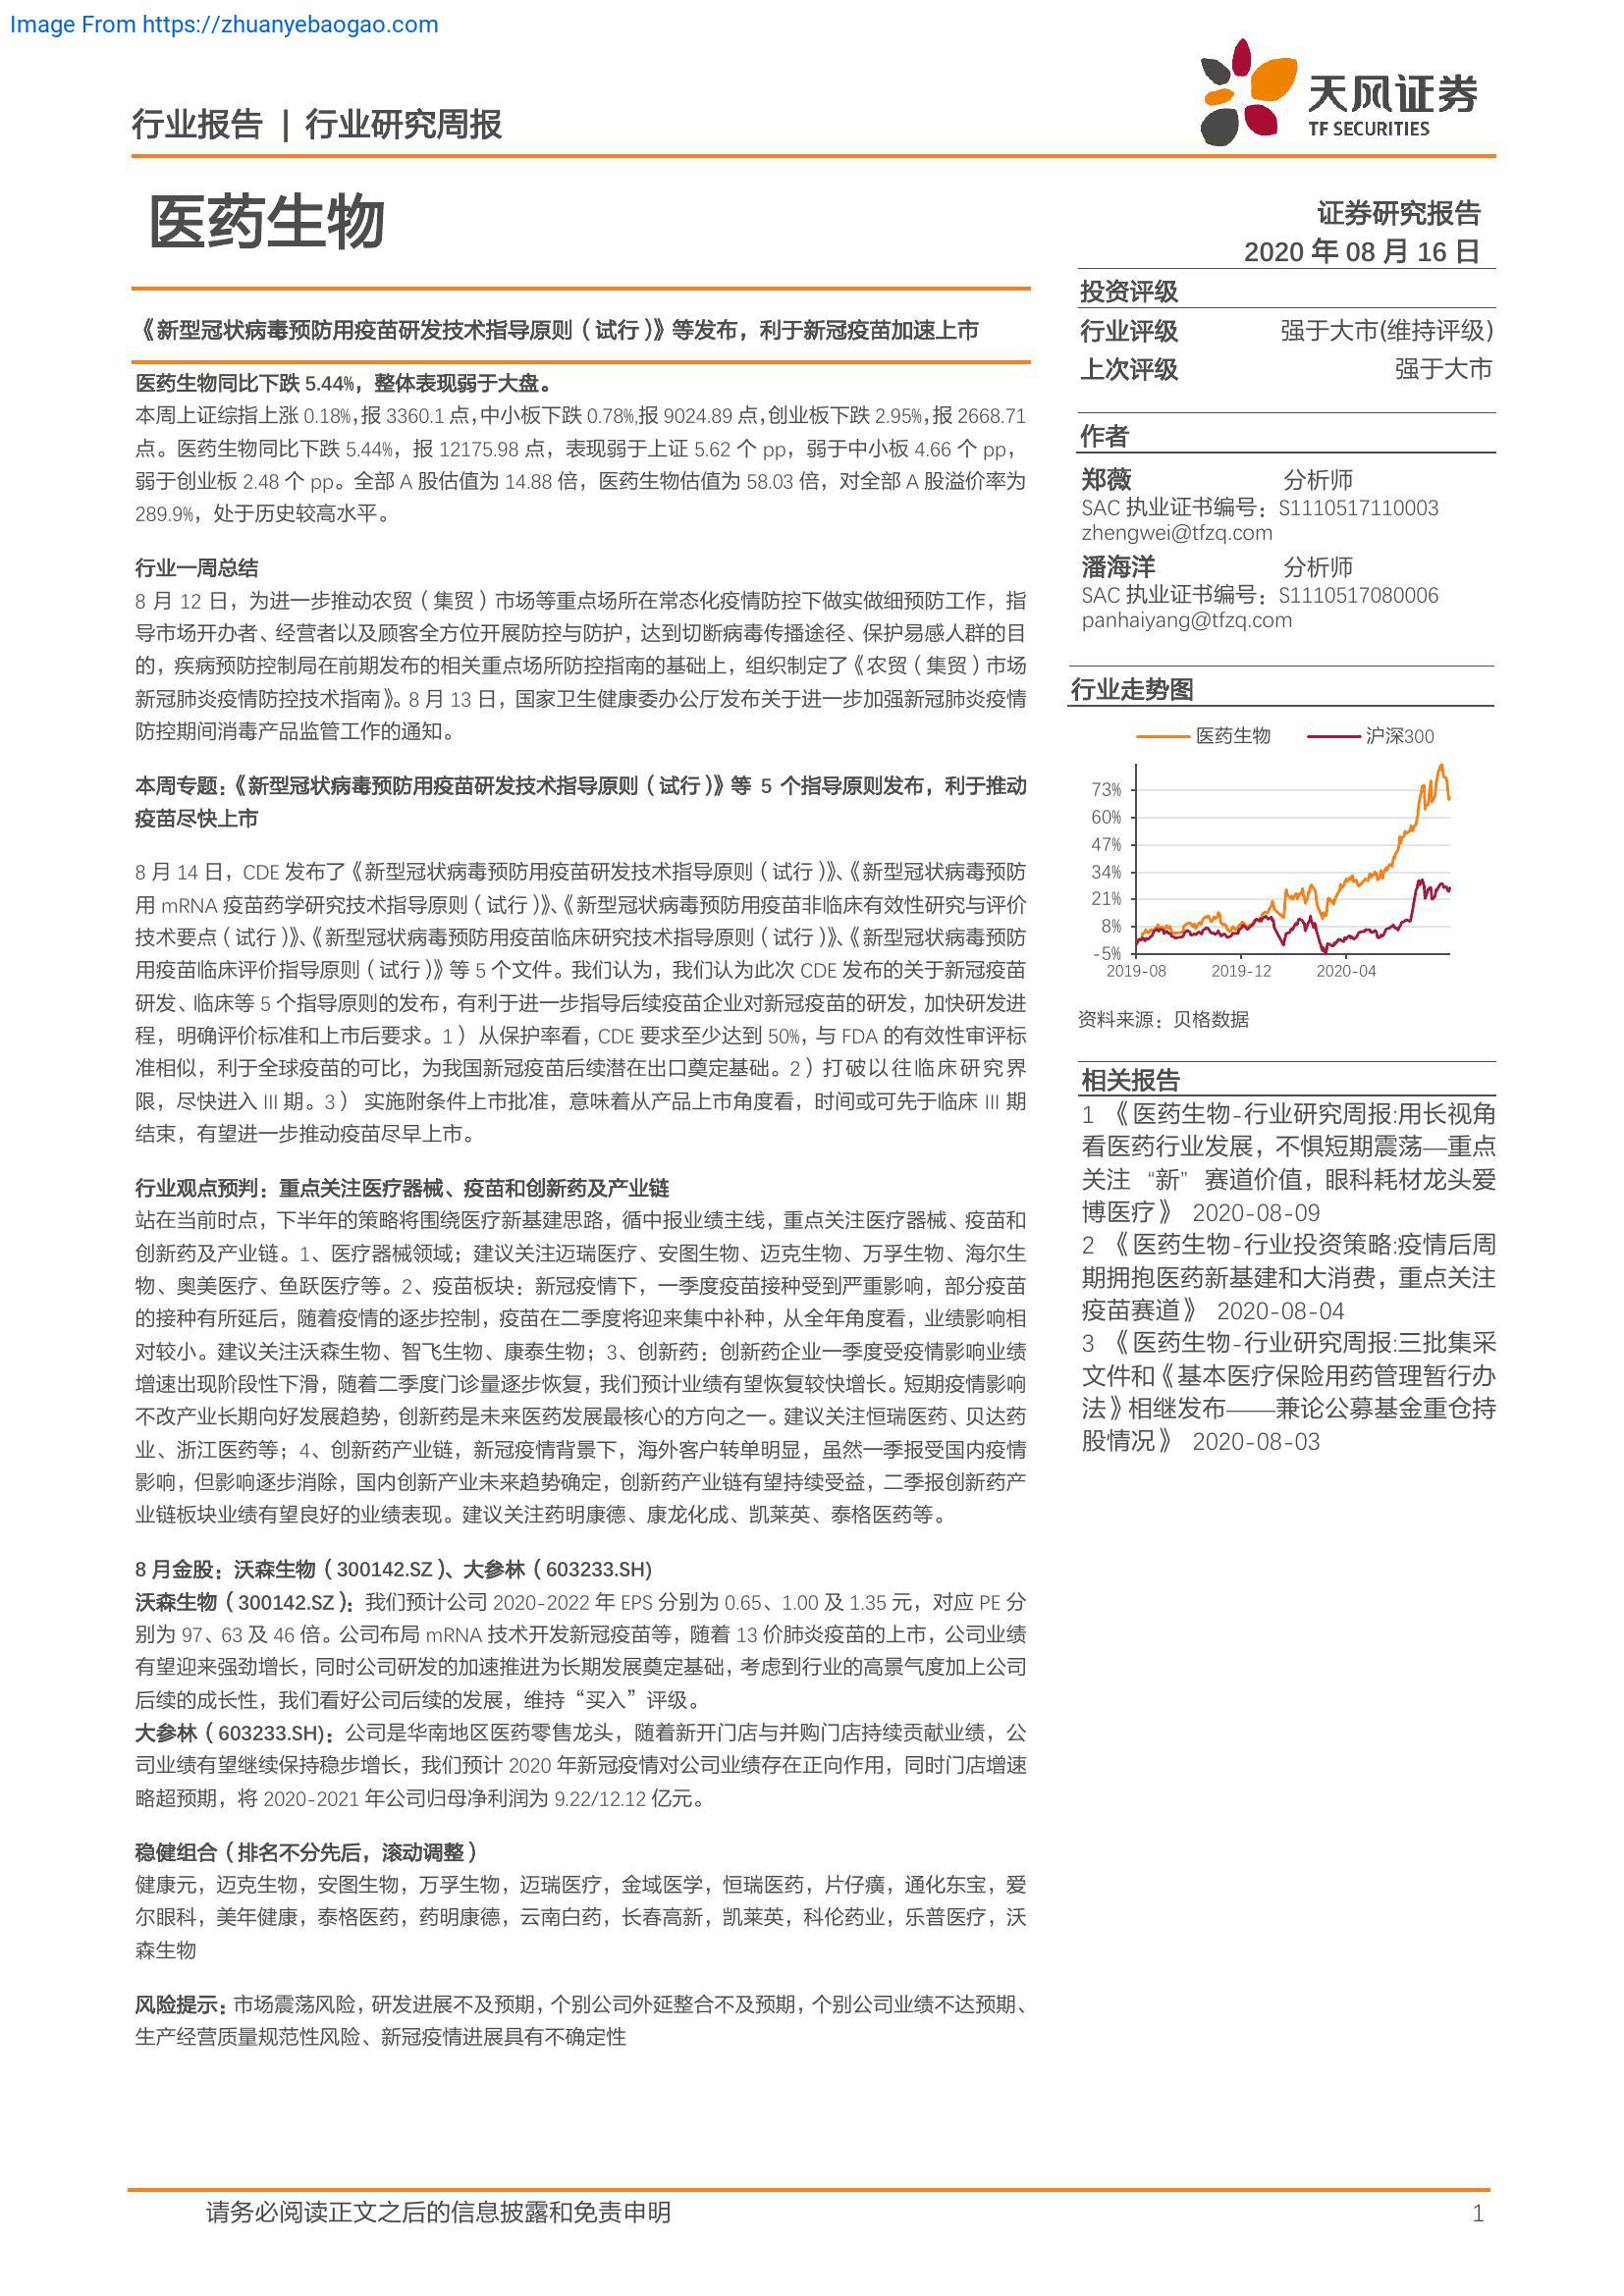 Image From https://zhuanyebaogao.com
行业报告 | 行业研究周报
天风证券
TF SECURITIES
医药生物
证券研究报告
2020 年 08 月 16 日
《新型冠状病毒预防用疫苗研发技术指导原则（试行）》等发布，利于新冠疫苗加速上市
医药生物同比下跌 5.44%，整体表现弱于大盘。
本周上证综指上涨 0.18%,报 3360.1 点,中小板下跌 0.78%,报 9024.89 点,创业板下跌 2.95%，报 2668.71
点。医药生物同比下跌 5.44%，报 12175.98 点，表现弱于上证 5.62 个 pp，弱于中小板 4.66 个 pp，
弱于创业板 2.48 个 pp。全部 A 股估值为 14.88 倍，医药生物估值为 58.03 倍，对全部 A 股溢价率为
289.9%，处于历史较高水平。
行业一周总结
8 月 12 日，为进一步推动农贸（集贸）市场等重点场所在常态化疫情防控下做实做细预防工作，指
导市场开办者、经营者以及顾客全方位开展防控与防护，达到切断病毒传播途径、保护易感人群的目
的，疾病预防控制局在前期发布的相关重点场所防控指南的基础上，组织制定了《农贸（集贸）市场
新冠肺炎疫情防控技术指南》。8 月 13 日，国家卫生健康委办公厅发布关于进一步加强新冠肺炎疫情
防控期间消毒产品监管工作的通知。
本周专题：《新型冠状病毒预防用疫苗研发技术指导原则（试行）》等 5 个指导原则发布，利于推动
疫苗尽快上市
8 月 14 日，CDE 发布了《新型冠状病毒预防用疫苗研发技术指导原则（试行）》、《新型冠状病毒预防
用 mRNA 疫苗药学研究技术指导原则（试行）》、《新型冠状病毒预防用疫苗非临床有效性研究与评价
技术要点（试行）》、《新型冠状病毒预防用疫苗临床研究技术指导原则（试行）》、《新型冠状病毒预防
用疫苗临床评价指导原则（试行）》等 5 个文件。我们认为，我们认为此次 CDE 发布的关于新冠疫苗
研发、临床等 5 个指导原则的发布，有利于进一步指导后续疫苗企业对新冠疫苗的研发，加快研发进
程，明确评价标准和上市后要求。1） 从保护率看，CDE 要求至少达到 50%，与 FDA 的有效性审评标
准相似，利于全球疫苗的可比，为我国新冠疫苗后续潜在出口奠定基础。2）打破以往临床研究界
限，尽快进入 III 期。3） 实施附条件上市批准，意味着从产品上市角度看，时间或可先于临床 III 期
结束，有望进一步推动疫苗尽早上市。
行业观点预判：重点关注医疗器械、疫苗和创新药及产业链
站在当前时点，下半年的策略将围绕医疗新基建思路，循中报业绩主线，重点关注医疗器械、疫苗和
创新药及产业链。1、医疗器械领域；建议关注迈瑞医疗、安图生物、迈克生物、万孚生物、海尔生
物、奥美医疗、鱼跃医疗等。2、疫苗板块：新冠疫情下，一季度疫苗接种受到严重影响，部分疫苗
的接种有所延后，随着疫情的逐步控制，疫苗在二季度将迎来集中补种，从全年角度看，业绩影响相
对较小。建议关注沃森生物、智飞生物、康泰生物；3、创新药：创新药企业一季度受疫情影响业绩
增速出现阶段性下滑，随着二季度门诊量逐步恢复，我们预计业绩有望恢复较快增长。短期疫情影响
不改产业长期向好发展趋势，创新药是未来医药发展最核心的方向之一。建议关注恒瑞医药、贝达药
业、浙江医药等；4、创新药产业链，新冠疫情背景下，海外客户转单明显，虽然一季报受国内疫情
影响，但影响逐步消除，国内创新产业未来趋势确定，创新药产业链有望持续受益，二季报创新药产
业链板块业绩有望良好的业绩表现。建议关注药明康德、康龙化成、凯莱英、泰格医药等。
8 月金股：沃森生物（300142.SZ）、大参林（603233.SH)
沃森生物（300142.SZ）：我们预计公司 2020-2022 年 EPS 分别为 0.65、1.00 及 1.35 元，对应 PE 分
别为 97、63 及 46 倍。公司布局 mRNA 技术开发新冠疫苗等，随着 13 价肺炎疫苗的上市，公司业绩
有望迎来强劲增长，同时公司研发的加速推进为长期发展奠定基础，考虑到行业的高景气度加上公司
后续的成长性，我们看好公司后续的发展，维持“买入”评级。
大参林（603233.SH)：公司是华南地区医药零售龙头，随着新开门店与并购门店持续贡献业绩，公
司业绩有望继续保持稳步增长，我们预计 2020 年新冠疫情对公司业绩存在正向作用，同时门店增速
略超预期，将 2020-2021 年公司归母净利润为 9.22/12.12 亿元。
稳健组合（排名不分先后，滚动调整）
健康元，迈克生物，安图生物，万孚生物，迈瑞医疗，金域医学，恒瑞医药，片仔癀，通化东宝，爱
尔眼科，美年健康，泰格医药，药明康德，云南白药，长春高新，凯莱英，科伦药业，乐普医疗，沃
森生物
风险提示：市场震荡风险，研发进展不及预期，个别公司外延整合不及预期，个别公司业绩不达预期、
生产经营质量规范性风险、新冠疫情进展具有不确定性
投资评级
行业评级 强于大市(维持评级)
上次评级 强于大市
作者
郑薇 分析师
SAC 执业证书编号：S1110517110003
zhengwei@tfzq.com
潘海洋 分析师
SAC 执业证书编号：S1110517080006
panhaiyang@tfzq.com
行业走势图
医药生物 沪深300
73%
60%
47%
34%
21%
8%
-5%
2019-08 2019-12 2020-04
资料来源：贝格数据
相关报告
1 《医药生物-行业研究周报:用长视角
看医药行业发展，不惧短期震荡—重点
关注 “新” 赛道价值，眼科耗材龙头爱
博医疗》 2020-08-09
2 《医药生物-行业投资策略:疫情后周
期拥抱医药新基建和大消费，重点关注
疫苗赛道》 2020-08-04
3 《医药生物-行业研究周报:三批集采
文件和《基本医疗保险用药管理暂行办
法》相继发布——兼论公募基金重仓持
股情况》 2020-08-03
请务必阅读正文之后的信息披露和免责申明 1